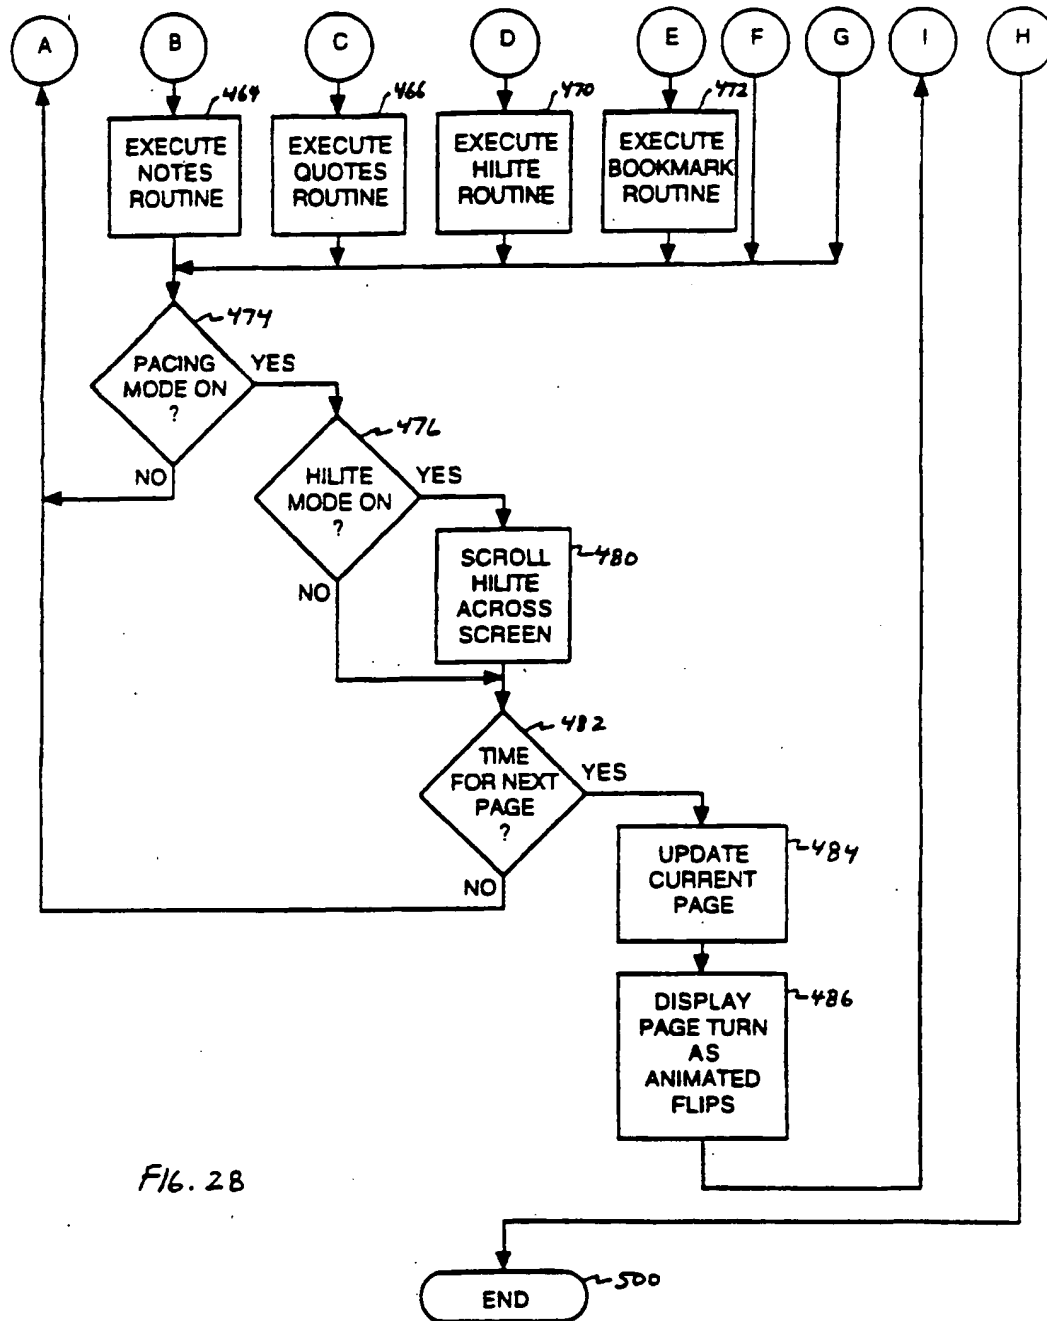 A
B
C
D
E
F
G
I
H
464
466
470
472
EXECUTE
NOTES
ROUTINE
EXECUTE
QUOTES
ROUTINE
EXECUTE
HILITE
ROUTINE
EXECUTE
BOOKMARK
ROUTINE
474
PACING
MODE ON
?
YES
NO
476
HILITE
MODE ON
?
YES
NO
480
SCROLL
HILITE
ACROSS
SCREEN
482
TIME
FOR NEXT
PAGE
?
YES
NO
484
UPDATE
CURRENT
PAGE
486
DISPLAY
PAGE TURN
AS
ANIMATED
FLIPS
FIG. 28
500
END